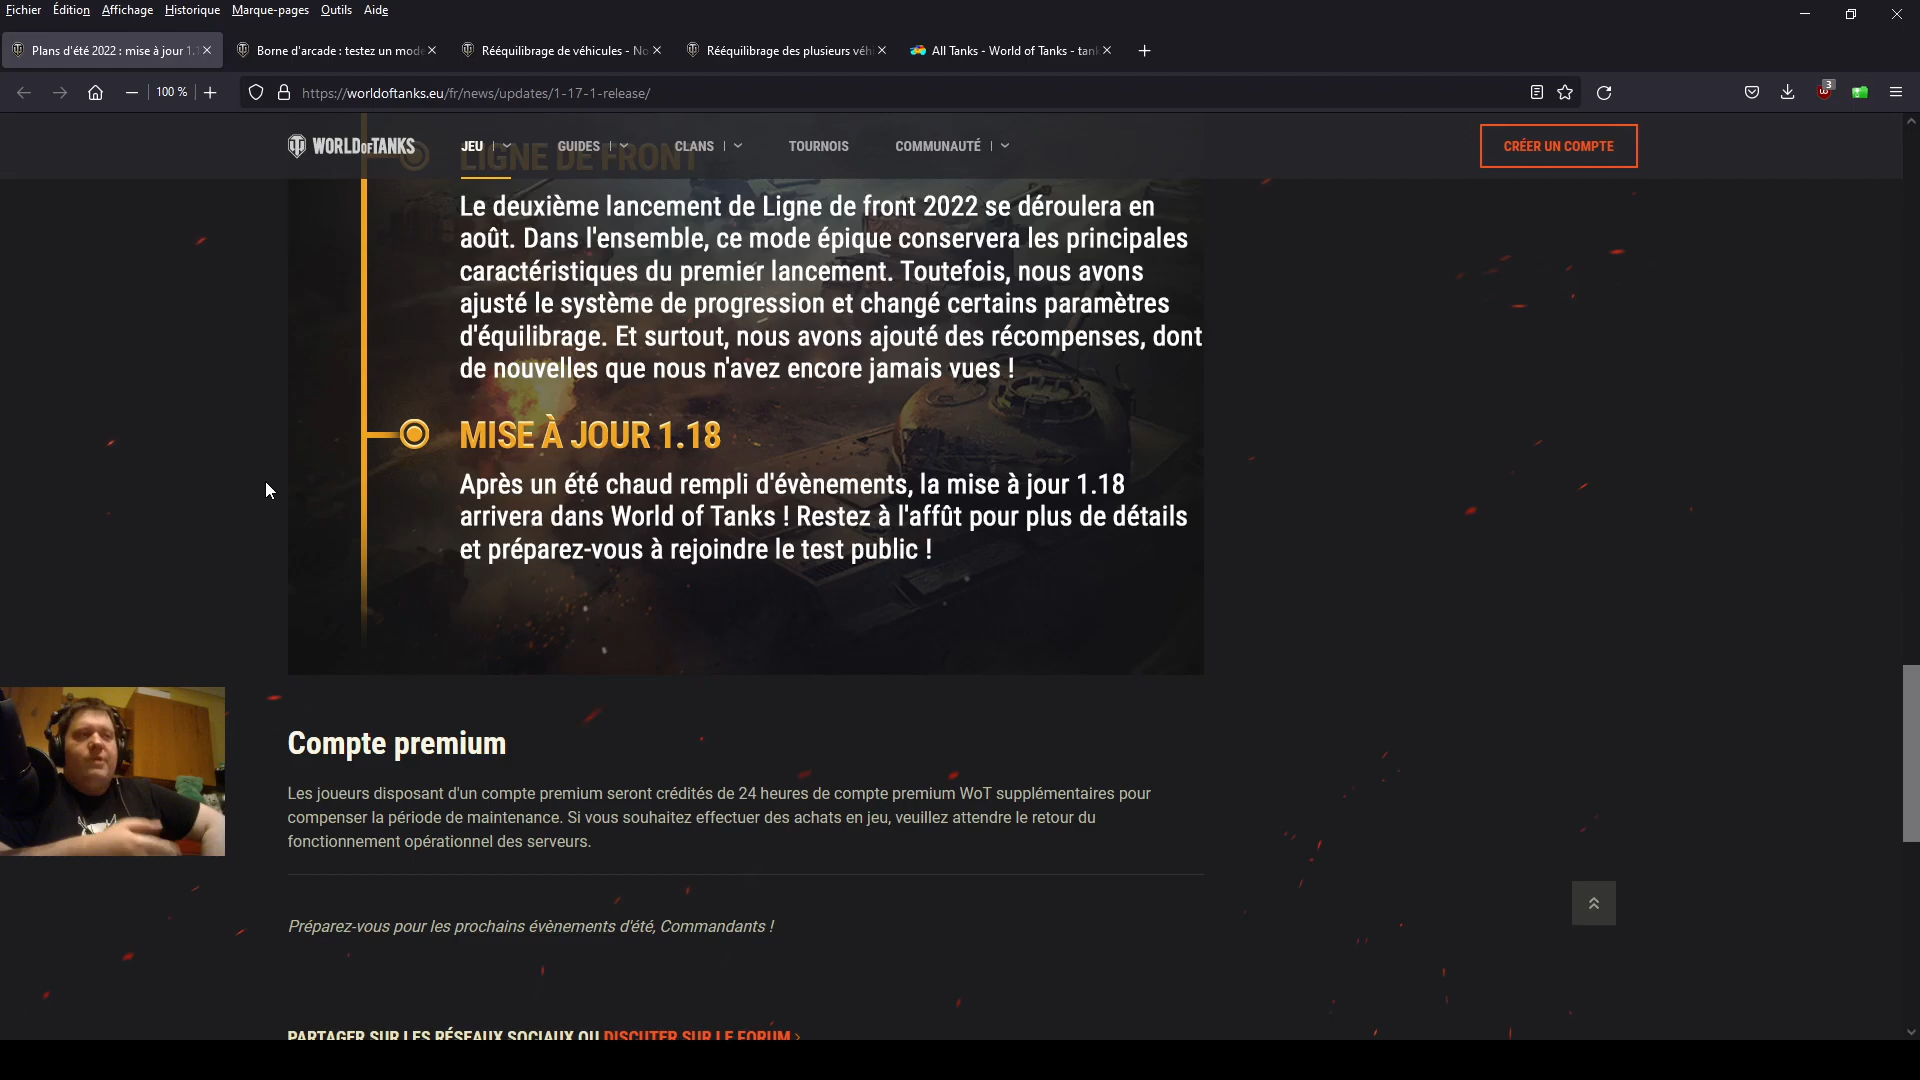 Fichier Édition Affichage Historique Marque-pages Outils Aide
Plans d'été 2022 : mise à jour 1.1
Borne d'arcade : testez un mode
Rééquilibrage de véhicules - No
Rééquilibrage des plusieurs véhi
All Tanks - World of Tanks - tank
100 %
https://worldoftanks.eu/fr/news/updates/1-17-1-release/
3
WORLD OF TANKS
JEU
GUIDES
CLANS
TOURNOIS
COMMUNAUTÉ
CRÉER UN COMPTE
LIGNE DE FRONT
Le deuxième lancement de Ligne de front 2022 se déroulera en
août. Dans l'ensemble, ce mode épique conservera les principales
caractéristiques du premier lancement. Toutefois, nous avons
ajusté le système de progression et changé certains paramètres
d'équilibrage. Et surtout, nous avons ajouté des récompenses, dont
de nouvelles que nous n'avez encore jamais vues !
MISE À JOUR 1.18
Après un été chaud rempli d'évènements, la mise à jour 1.18
arrivera dans World of Tanks ! Restez à l'affût pour plus de détails
et préparez-vous à rejoindre le test public !
Compte premium
Les joueurs disposant d'un compte premium seront crédités de 24 heures de compte premium WoT supplémentaires pour
compenser la période de maintenance. Si vous souhaitez effectuer des achats en jeu, veuillez attendre le retour du
fonctionnement opérationnel des serveurs.
Préparez-vous pour les prochains évènements d'été, Commandants !
PARTAGER SUR LES RÉSEAUX SOCIAUX OU DISCUTER SUR LE FORUM >